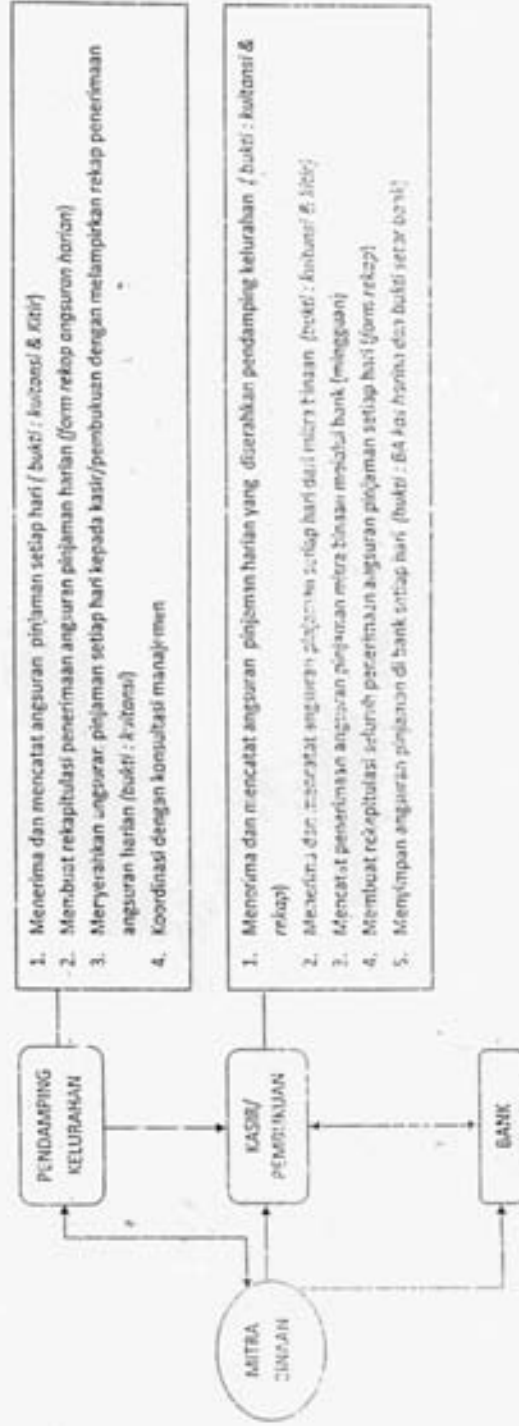 MITRA
BINAAN
PENDAMPING
KELURAHAN
KASIR/
PEMBUKUAN
BANK
1. Menerima dan mencatat angsuran pinjaman setiap hari ( bukti : kuitansi & Kitir)
2. Membuat rekapitulasi penerimaan angsuran pinjaman harian (form rekap angsuran harian)
3. Menyerahkan angsuran pinjaman setiap hari kepada kasir/pembukuan dengan melampirkan rekap penerimaan
angsuran harian (bukti : kuitansi)
4. Koordinasi dengan konsultasi manajemen
1. Menerima dan mencatat angsuran pinjaman harian yang diserahkan pendamping kelurahan ( bukti : kuitansi &
rekap)
2. Menerima dan mencatat angsuran pinjaman setiap hari dari mitra binaan (bukti : kuitansi & kitir)
3. Mencatat penerimaan angsuran pinjaman mitra binaan melalui bank (mingguan)
4. Membuat rekapitulasi seluruh penerimaan angsuran pinjaman setiap hari (form rekap)
5. Menyimpan angsuran pinjaman di bank setiap hari (bukti : BA kas harian dan bukti setor bank)